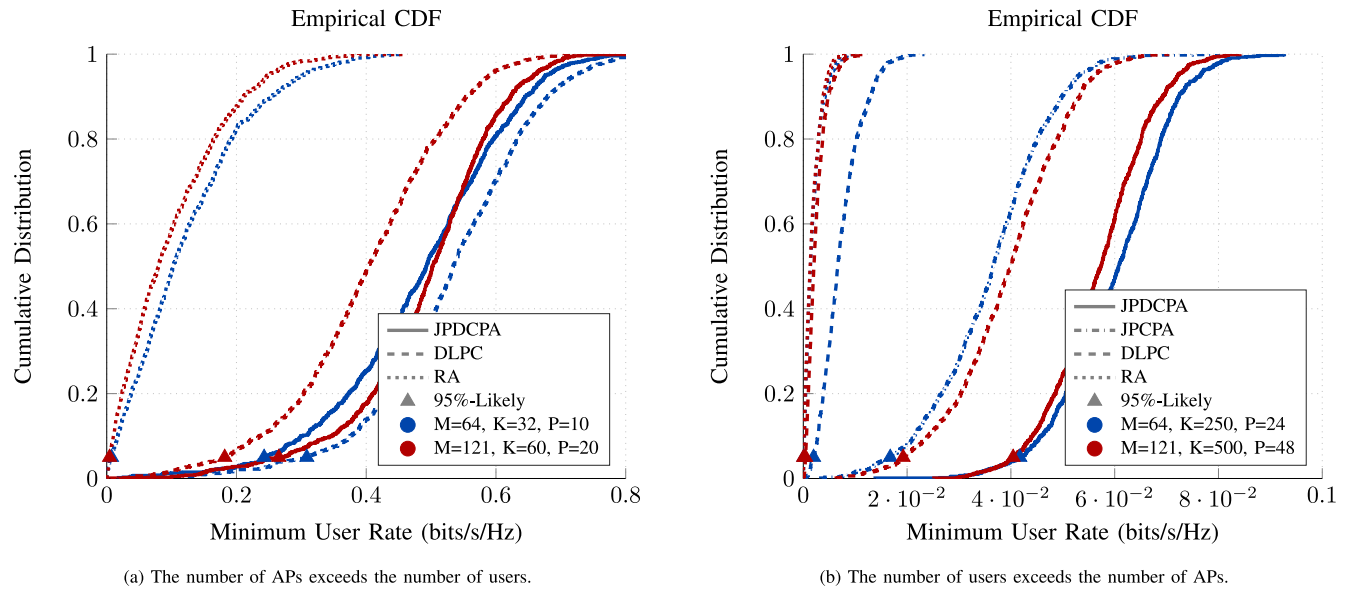 Empirical CDF
1
0.8
0.6
0.4
0.2
0
Cumulative Distribution
JPDCPA
DLPC
RA
95%-Likely
M=64, K=32, P=10
M=121, K=60, P=20
0 0.2 0.4 0.6 0.8
Minimum User Rate (bits/s/Hz)
(a) The number of APs exceeds the number of users.
Empirical CDF
1
0.8
0.6
0.4
0.2
0
Cumulative Distribution
JPDCPA
JPCPA
DLPC
RA
95%-Likely
M=64, K=250, P=24
M=121, K=500, P=48
0 2 · 10⁻² 4 · 10⁻² 6 · 10⁻² 8 · 10⁻² 0.1
Minimum User Rate (bits/s/Hz)
(b) The number of users exceeds the number of APs.